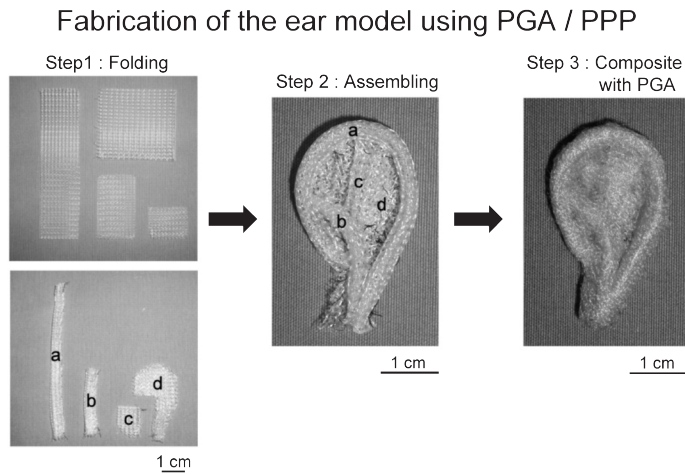 Fabrication of the ear model using PGA / PPP
Step1 : Folding
Step 2 : Assembling
Step 3 : Composite
with PGA
a
c
d
b
a
b
c
d
1 cm
1 cm
1 cm